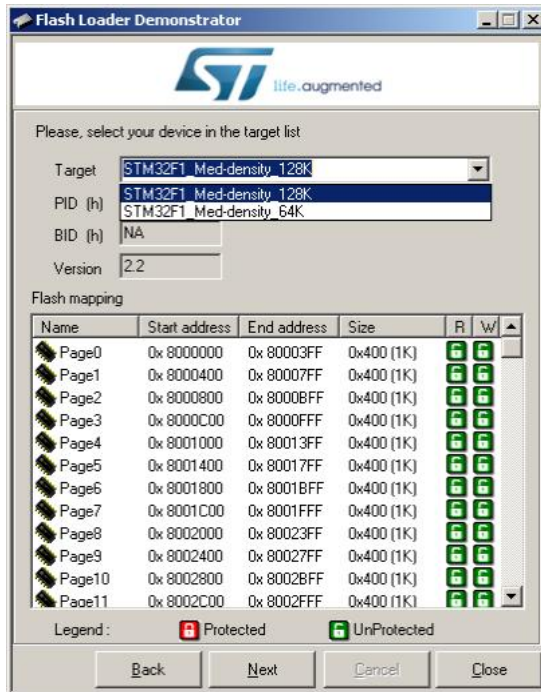 Flash Loader Demonstrator
ST life.augmented
Please, select your device in the target list
Target STM32F1_Med-density_128K
STM32F1_Med-density_128K
PID (h) STM32F1_Med-density_64K
BID (h) NA
Version 2.2
Flash mapping
Name Start address End address Size R W
Page0 0x 8000000 0x 80003FF 0x400 (1K)
Page1 0x 8000400 0x 80007FF 0x400 (1K)
Page2 0x 8000800 0x 8000BFF 0x400 (1K)
Page3 0x 8000C00 0x 8000FFF 0x400 (1K)
Page4 0x 8001000 0x 80013FF 0x400 (1K)
Page5 0x 8001400 0x 80017FF 0x400 (1K)
Page6 0x 8001800 0x 8001BFF 0x400 (1K)
Page7 0x 8001C00 0x 8001FFF 0x400 (1K)
Page8 0x 8002000 0x 80023FF 0x400 (1K)
Page9 0x 8002400 0x 80027FF 0x400 (1K)
Page10 0x 8002800 0x 8002BFF 0x400 (1K)
Page11 0x 8002C00 0x 8002FFF 0x400 (1K)
Legend : Protected UnProtected
Back Next Cancel Close